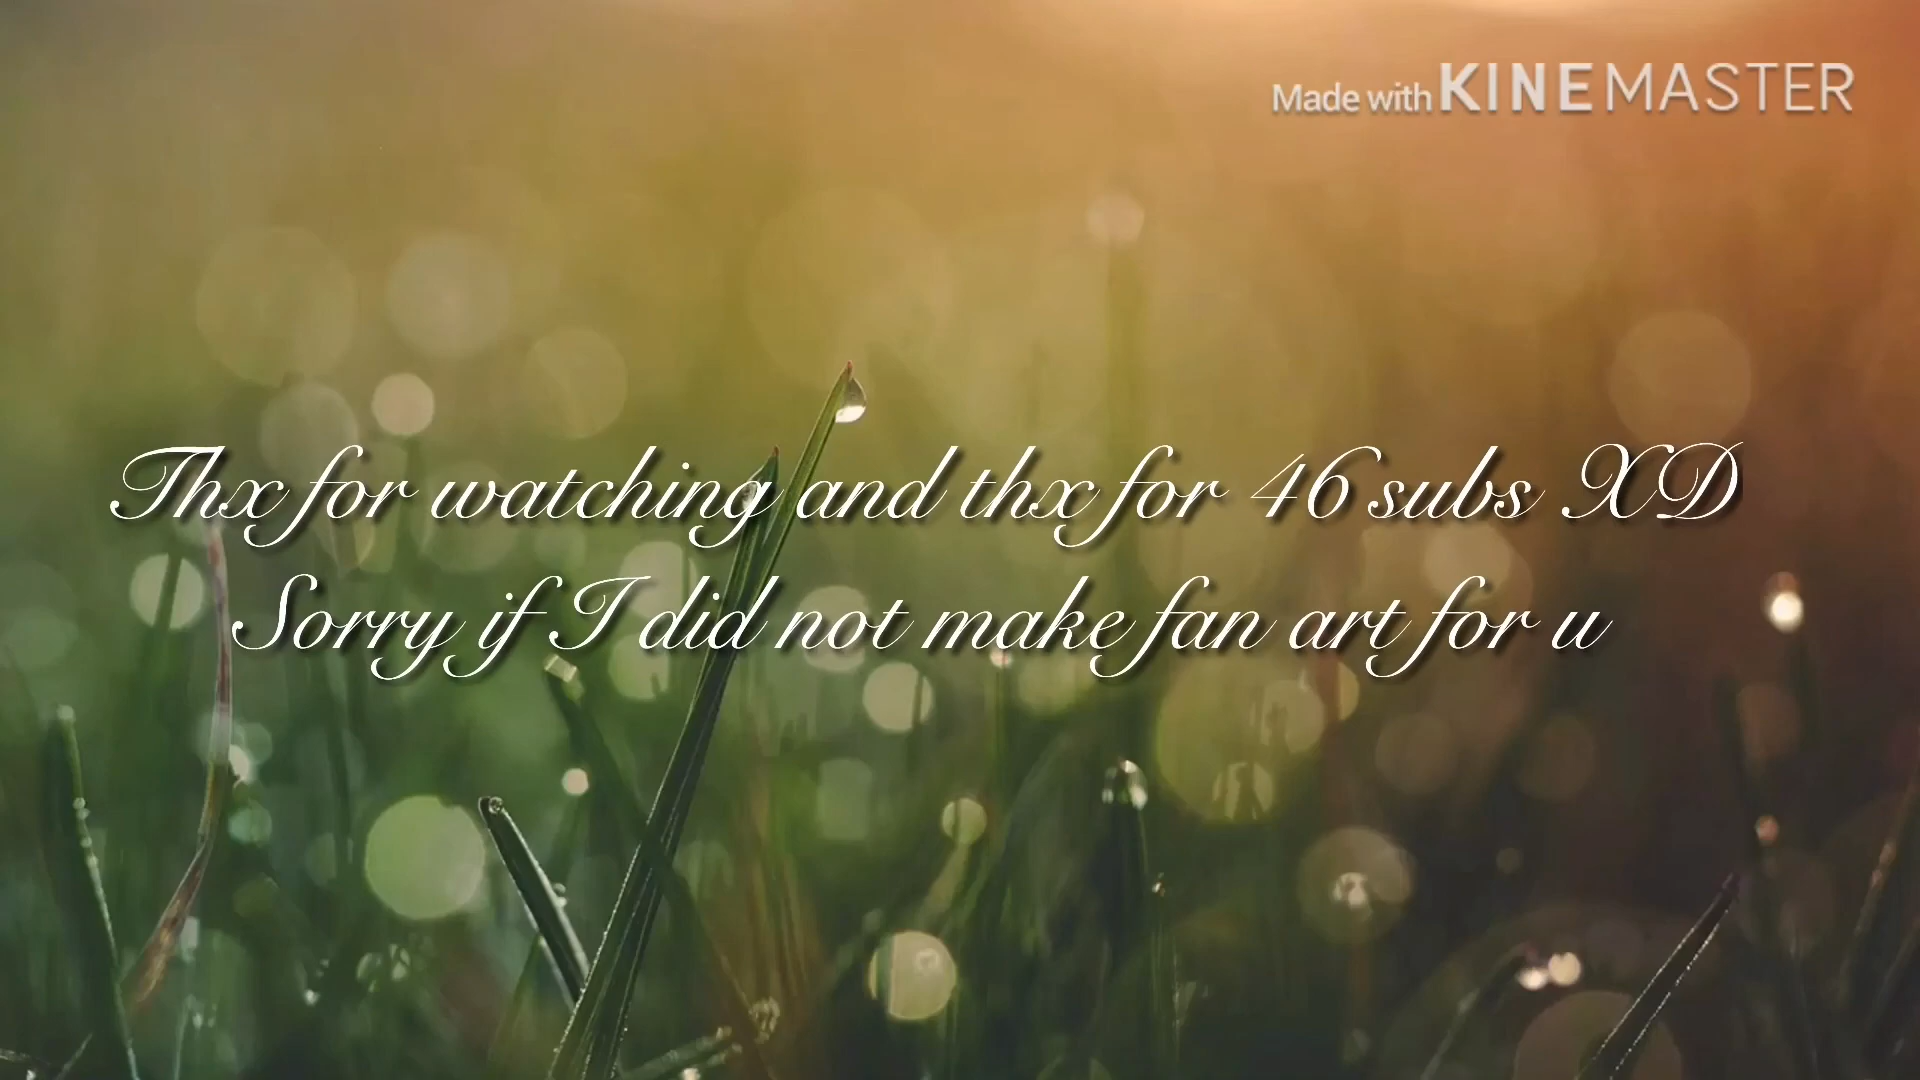 Made with KINEMASTER
Thx for watching and thx for 46 subs XD
Sorry if I did not make fan art for u